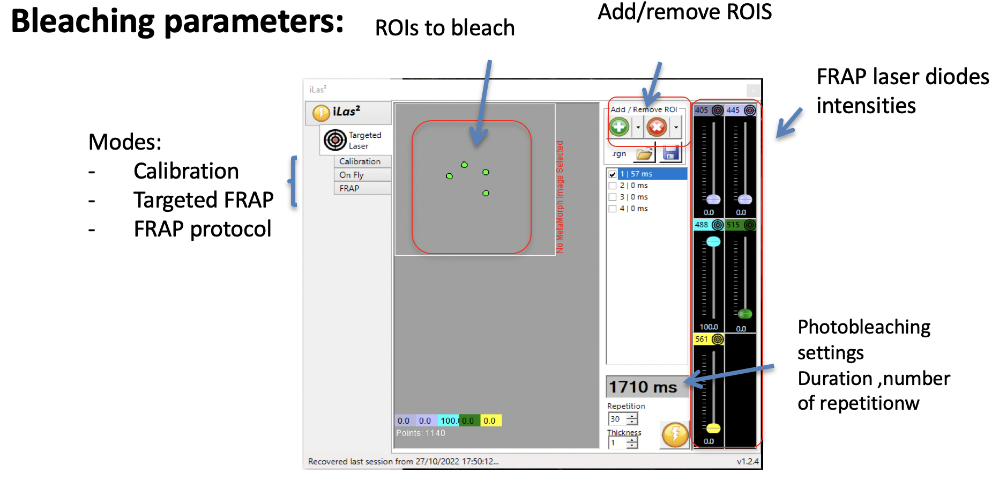 Bleaching parameters:
ROIs to bleach
Add/remove ROIS
FRAP laser diodes
intensities
Modes:
- Calibration
- Targeted FRAP
- FRAP protocol
iLas²
iLas²
Targeted
Laser
Calibration
On Fly
FRAP
No MetaMorph Image Selected
Add / Remove ROI
.rgn
1 | 57 ms
2 | 0 ms
3 | 0 ms
4 | 0 ms
405 445
0.0 0.0
488 515
100.0 0.0
561
0.0
Photobleaching
settings
Duration ,number
of repetitionw
1710 ms
Repetition
30
Thickness
1
0.0 0.0 100. 0.0 0.0
Points: 1140
Recovered last session from 27/10/2022 17:50:12...
v1.2.4